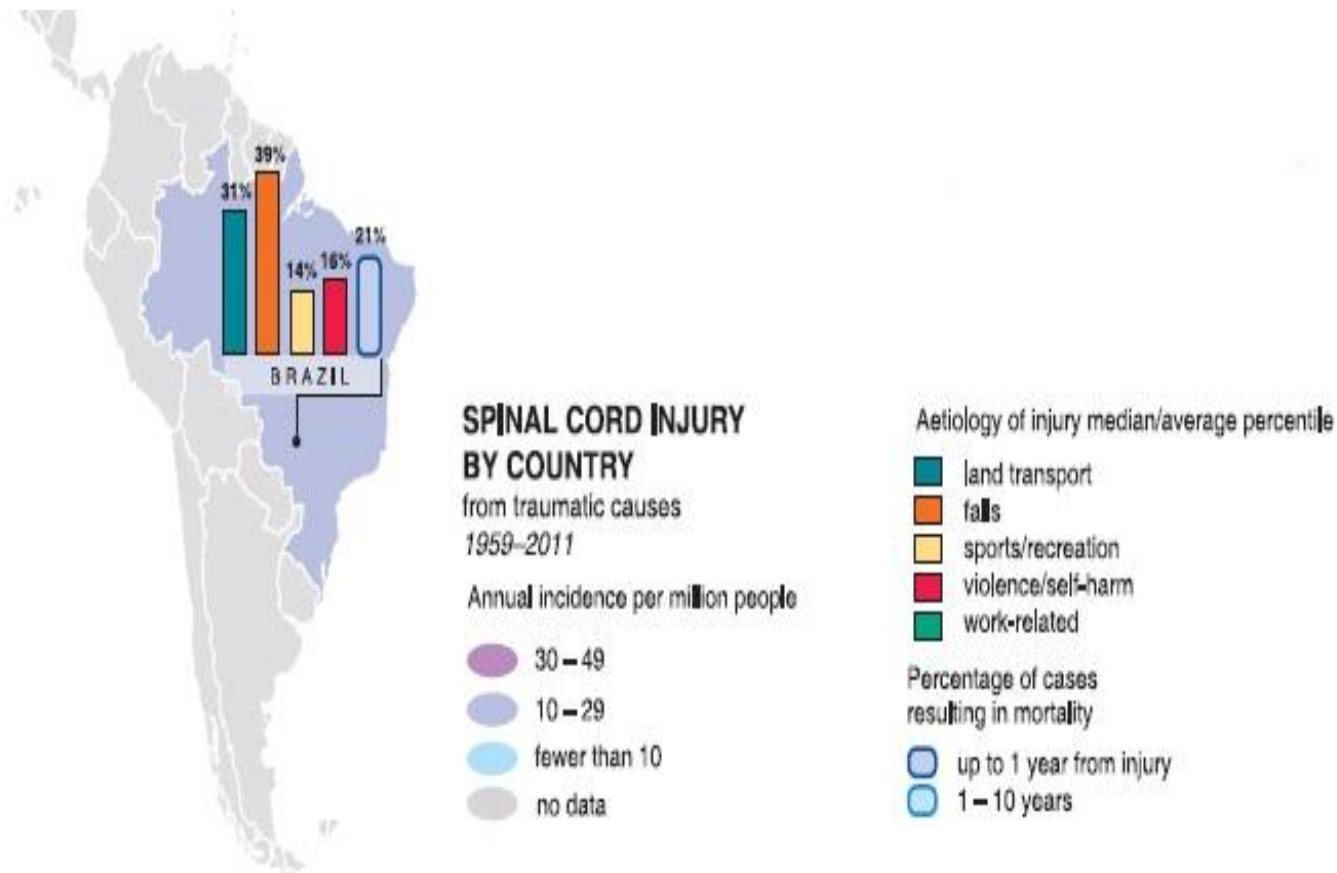 39%
31%
21%
14%
16%
BRAZIL
SPINAL CORD INJURY
BY COUNTRY
from traumatic causes
1959–2011
Annual incidence per million people
30 – 49
10 – 29
fewer than 10
no data
Aetiology of injury median/average percentile
land transport
falls
sports/recreation
violence/self-harm
work-related
Percentage of cases
resulting in mortality
up to 1 year from injury
1 – 10 years